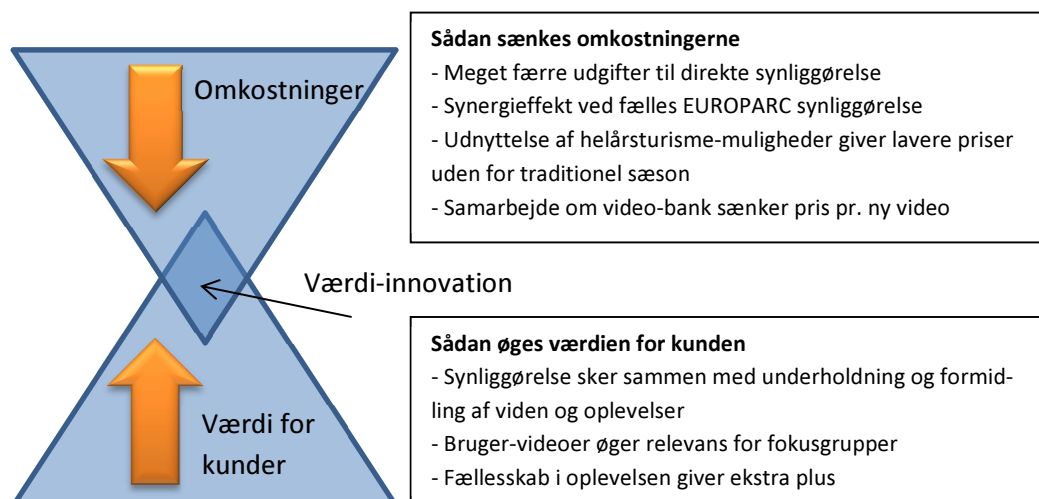 Omkostninger
Værdi-innovation
Værdi for
kunder
Sådan sænkes omkostningerne
- Meget færre udgifter til direkte synliggørelse
- Synergieffekt ved fælles EUROPARC synliggørelse
- Udnyttelse af helårsturisme-muligheder giver lavere priser
uden for traditionel sæson
- Samarbejde om video-bank sænker pris pr. ny video
Sådan øges værdien for kunden
- Synliggørelse sker sammen med underholdning og formid-
ling af viden og oplevelser
- Bruger-videoer øger relevans for fokusgrupper
- Fællesskab i oplevelsen giver ekstra plus